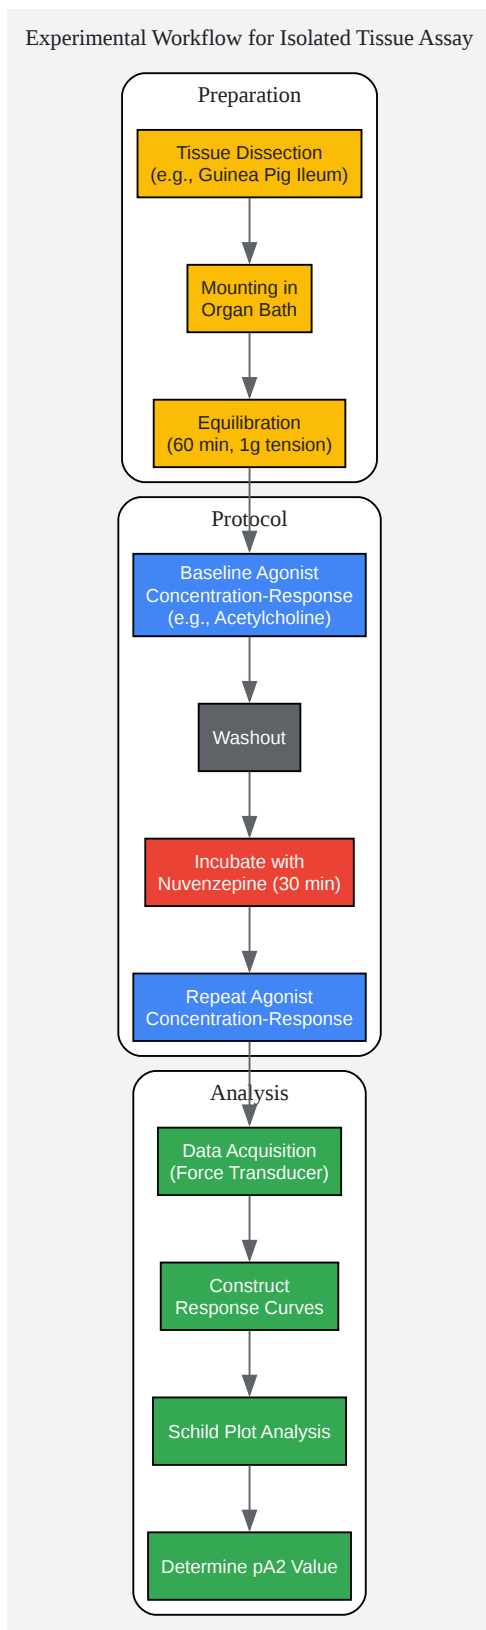 Experimental Workflow for Isolated Tissue Assay
Preparation
Tissue Dissection
(e.g., Guinea Pig Ileum)
Mounting in
Organ Bath
Equilibration
(60 min, 1g tension)
Protocol
Baseline Agonist
Concentration-Response
(e.g., Acetylcholine)
Washout
Incubate with
Nuvenzepine (30 min)
Repeat Agonist
Concentration-Response
Analysis
Data Acquisition
(Force Transducer)
Construct
Response Curves
Schild Plot Analysis
Determine pA2 Value